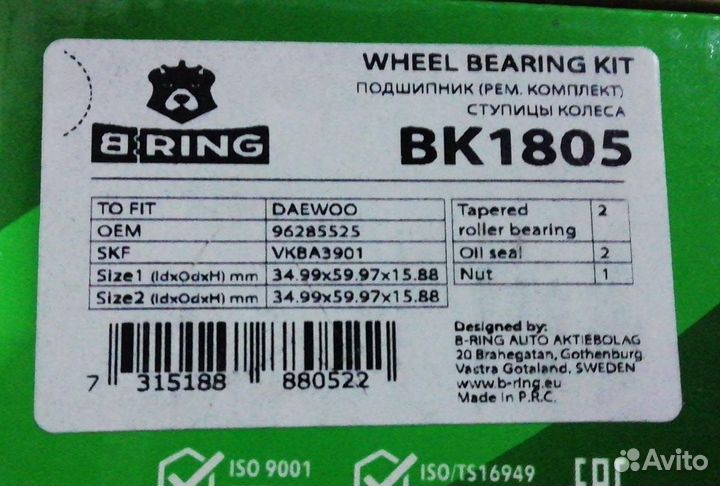 WHEEL BEARING KIT
ПОДШИПНИК (РЕМ. КОМПЛЕКТ)
СТУПИЦЫ КОЛЕСА
B-RING
BK1805
TO FIT DAEWOO
OEM 96285525
SKF VKBA3901
Size1 (IdxOdxH) mm 34.99x59.97x15.88
Size2 (IdxOdxH) mm 34.99x59.97x15.88
Tapered 2
roller bearing
Oil seal 2
Nut 1
7 315188 880522
Designed by:
B-RING AUTO AKTIEBOLAG
20 Brahegatan, Gothenburg
Vastra Gotaland, SWEDEN
www.b-ring.eu
Made In P.R.C.
ISO 9001
ISO/TS16949
EAC
Avito